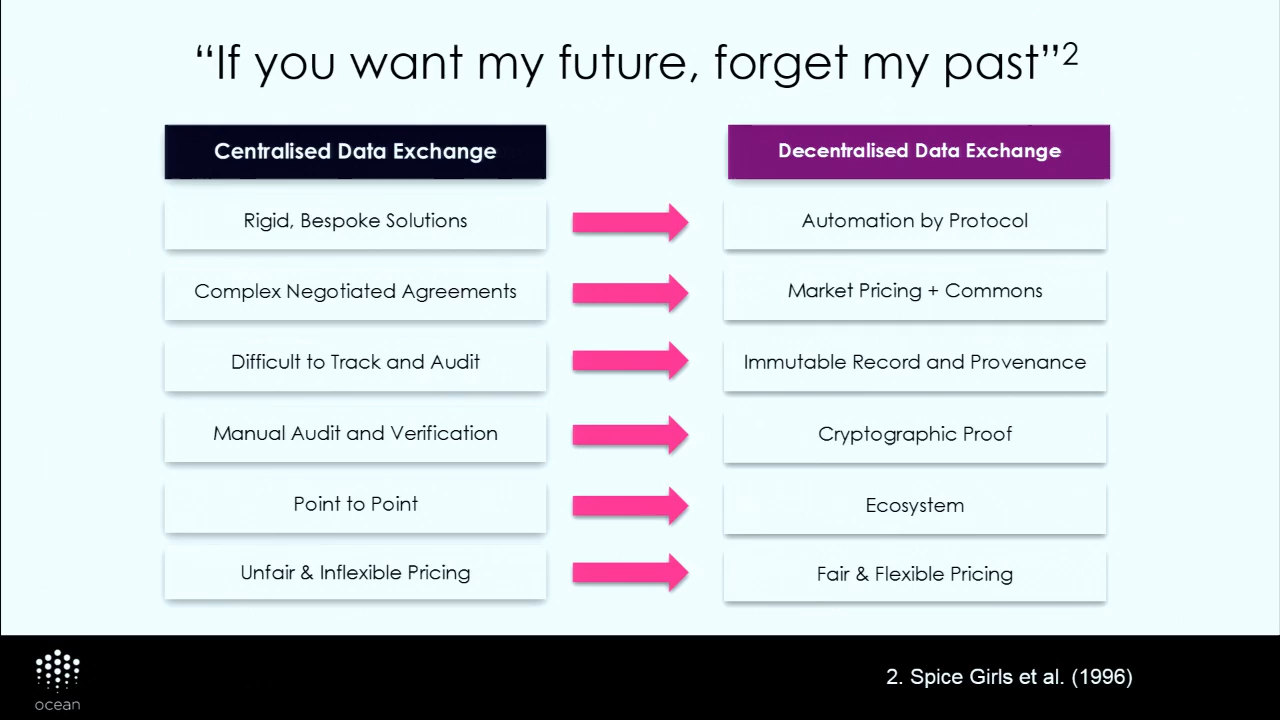 “If you want my future, forget my past”2
Centralised Data Exchange
Decentralised Data Exchange
Rigid, Bespoke Solutions
Automation by Protocol
Complex Negotiated Agreements
Market Pricing + Commons
Difficult to Track and Audit
Immutable Record and Provenance
Manual Audit and Verification
Cryptographic Proof
Point to Point
Ecosystem
Unfair & Inflexible Pricing
Fair & Flexible Pricing
2. Spice Girls et al. (1996)
ocean